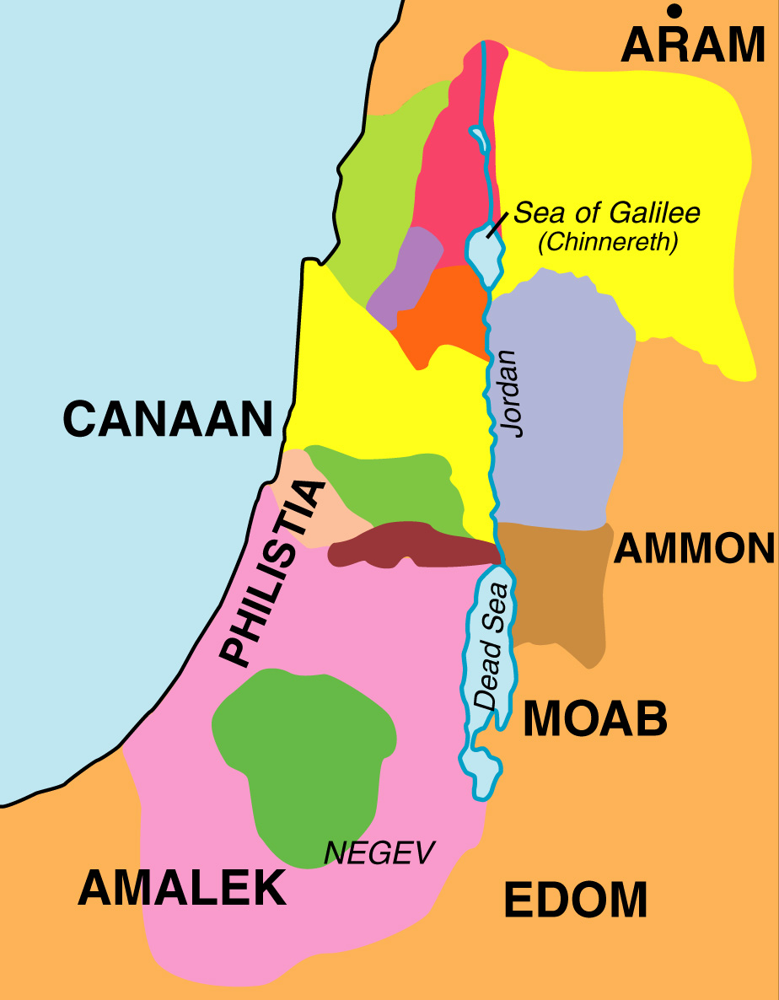 ARAM
Sea of Galilee
(Chinnereth)
Jordan
CANAAN
PHILISTIA
AMMON
Dead Sea
MOAB
NEGEV
AMALEK
EDOM